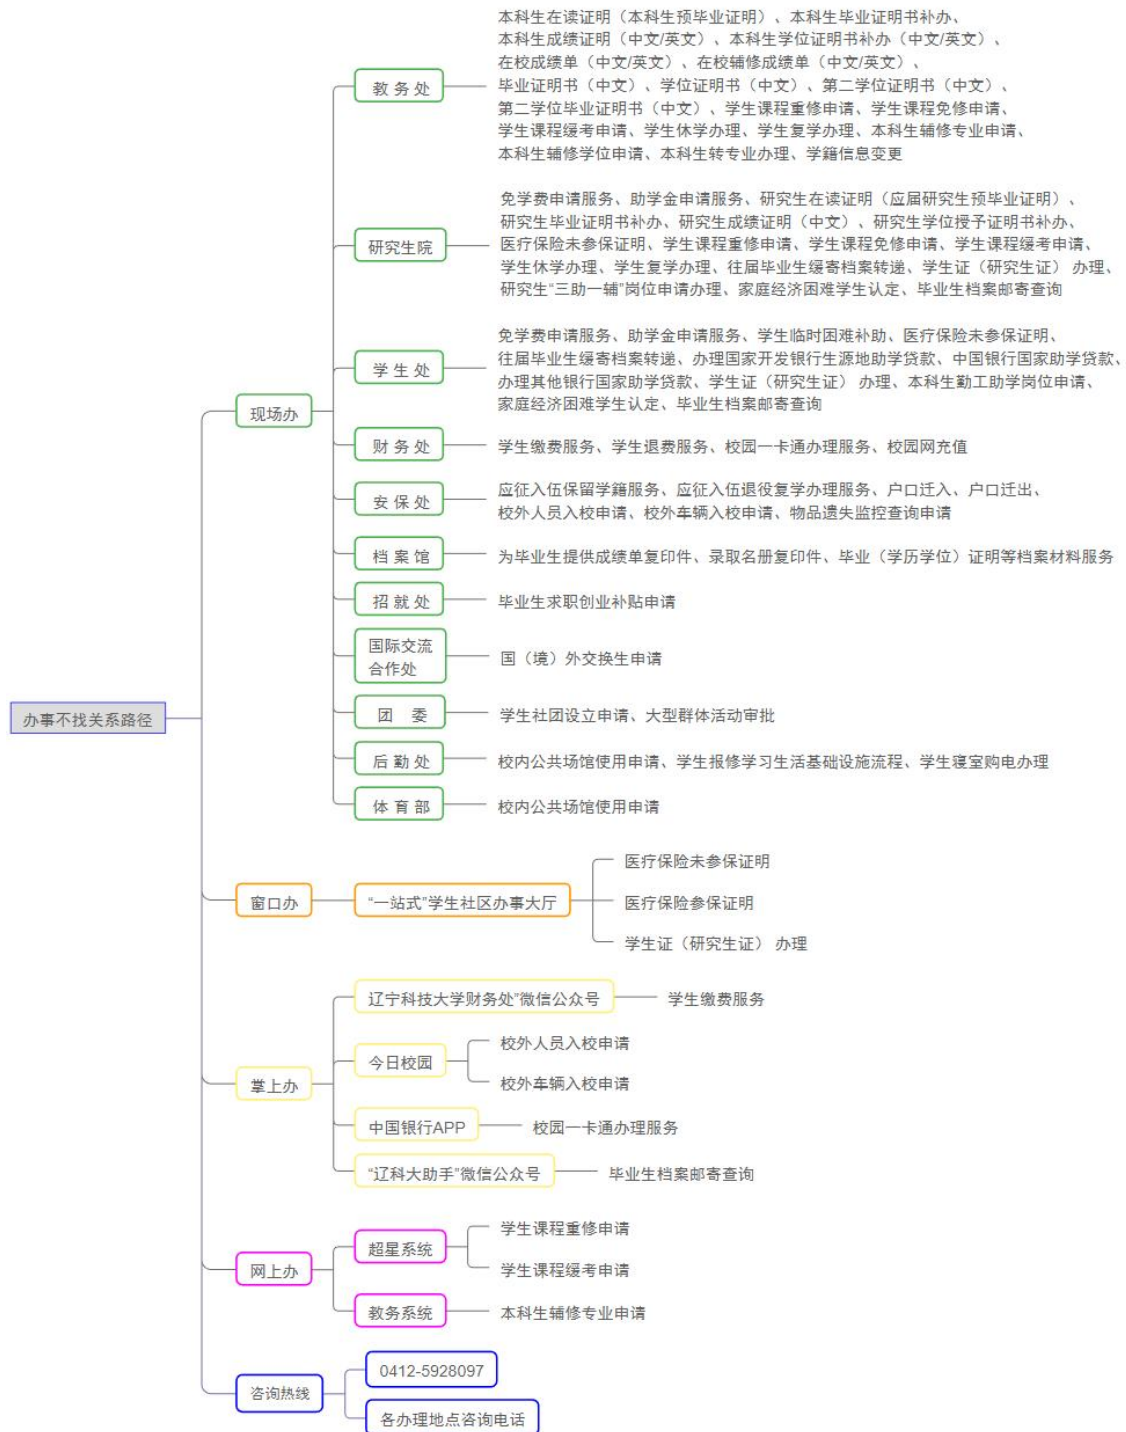 办事不找关系路径
现场办
教务处
本科生在读证明（本科生预毕业证明）、本科生毕业证明书补办、
本科生成绩证明（中文/英文）、本科生学位证明书补办（中文/英文）、
在校成绩单（中文/英文）、在校辅修成绩单（中文/英文）、
毕业证明书（中文）、学位证明书（中文）、第二学位证明书（中文）、
第二学位毕业证明书（中文）、学生课程重修申请、学生课程免修申请、
学生课程缓考申请、学生休学办理、学生复学办理、本科生辅修专业申请、
本科生辅修学位申请、本科生转专业办理、学籍信息变更
研究生院
免学费申请服务、助学金申请服务、研究生在读证明（应届研究生预毕业证明）、
研究生毕业证明书补办、研究生成绩证明（中文）、研究生学位授予证明书补办、
医疗保险未参保证明、学生课程重修申请、学生课程免修申请、学生课程缓考申请、
学生休学办理、学生复学办理、往届毕业生缓寄档案转递、学生证（研究生证） 办理、
研究生“三助一辅”岗位申请办理、家庭经济困难学生认定、毕业生档案邮寄查询
学生处
免学费申请服务、助学金申请服务、学生临时困难补助、医疗保险未参保证明、
往届毕业生缓寄档案转递、办理国家开发银行生源地助学贷款、中国银行国家助学贷款、
办理其他银行国家助学贷款、学生证（研究生证） 办理、本科生勤工助学岗位申请、
家庭经济困难学生认定、毕业生档案邮寄查询
财务处
学生缴费服务、学生退费服务、校园一卡通办理服务、校园网充值
安保处
应征入伍保留学籍服务、应征入伍退役复学办理服务、户口迁入、户口迁出、
校外人员入校申请、校外车辆入校申请、物品遗失监控查询申请
档案馆
为毕业生提供成绩单复印件、录取名册复印件、毕业（学历学位）证明等档案材料服务
招就处
毕业生求职创业补贴申请
国际交流
合作处
国（境）外交换生申请
团 委
学生社团设立申请、大型群体活动审批
后勤处
校内公共场馆使用申请、学生报修学习生活基础设施流程、学生寝室购电办理
体育部
校内公共场馆使用申请
窗口办
“一站式”学生社区办事大厅
医疗保险未参保证明
医疗保险参保证明
学生证（研究生证） 办理
掌上办
辽宁科技大学财务处”微信公众号
学生缴费服务
今日校园
校外人员入校申请
校外车辆入校申请
中国银行APP
校园一卡通办理服务
“辽科大助手”微信公众号
毕业生档案邮寄查询
网上办
超星系统
学生课程重修申请
学生课程缓考申请
教务系统
本科生辅修专业申请
咨询热线
0412-5928097
各办理地点咨询电话